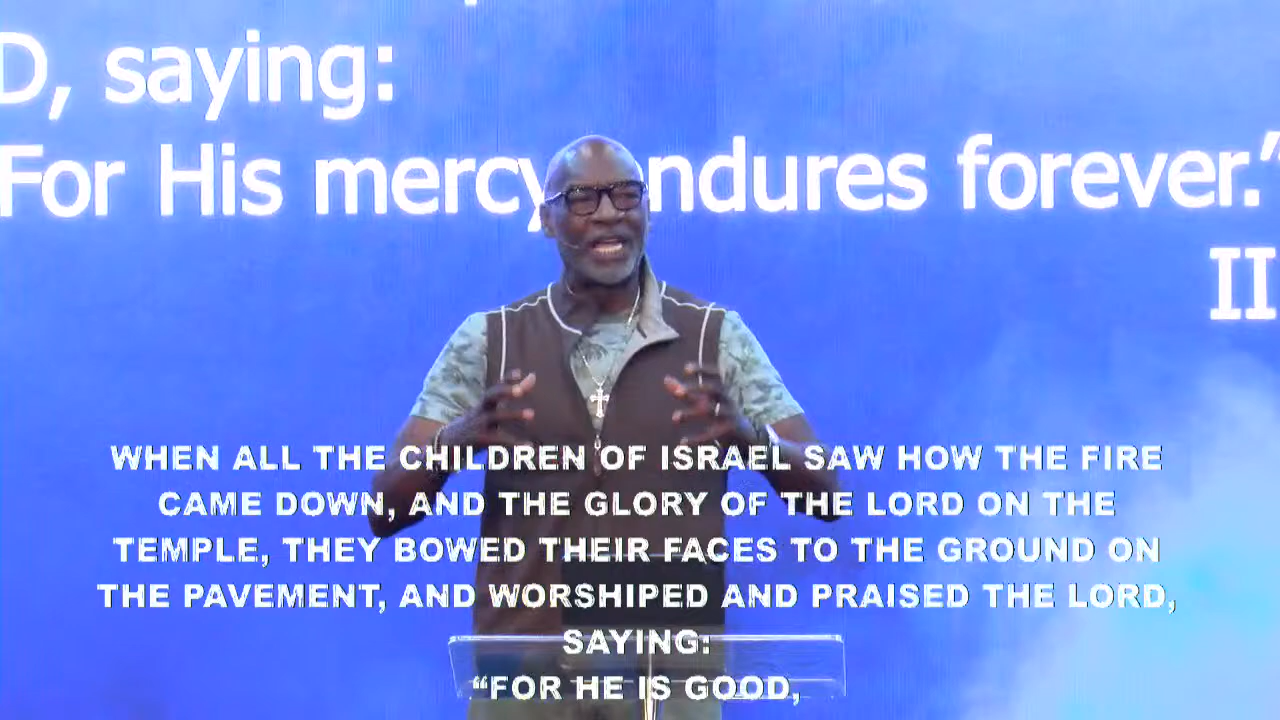 D, saying:
For His mercy endures forever.”
II
WHEN ALL THE CHILDREN OF ISRAEL SAW HOW THE FIRE
CAME DOWN, AND THE GLORY OF THE LORD ON THE
TEMPLE, THEY BOWED THEIR FACES TO THE GROUND ON
THE PAVEMENT, AND WORSHIPED AND PRAISED THE LORD,
SAYING:
“FOR HE IS GOOD,